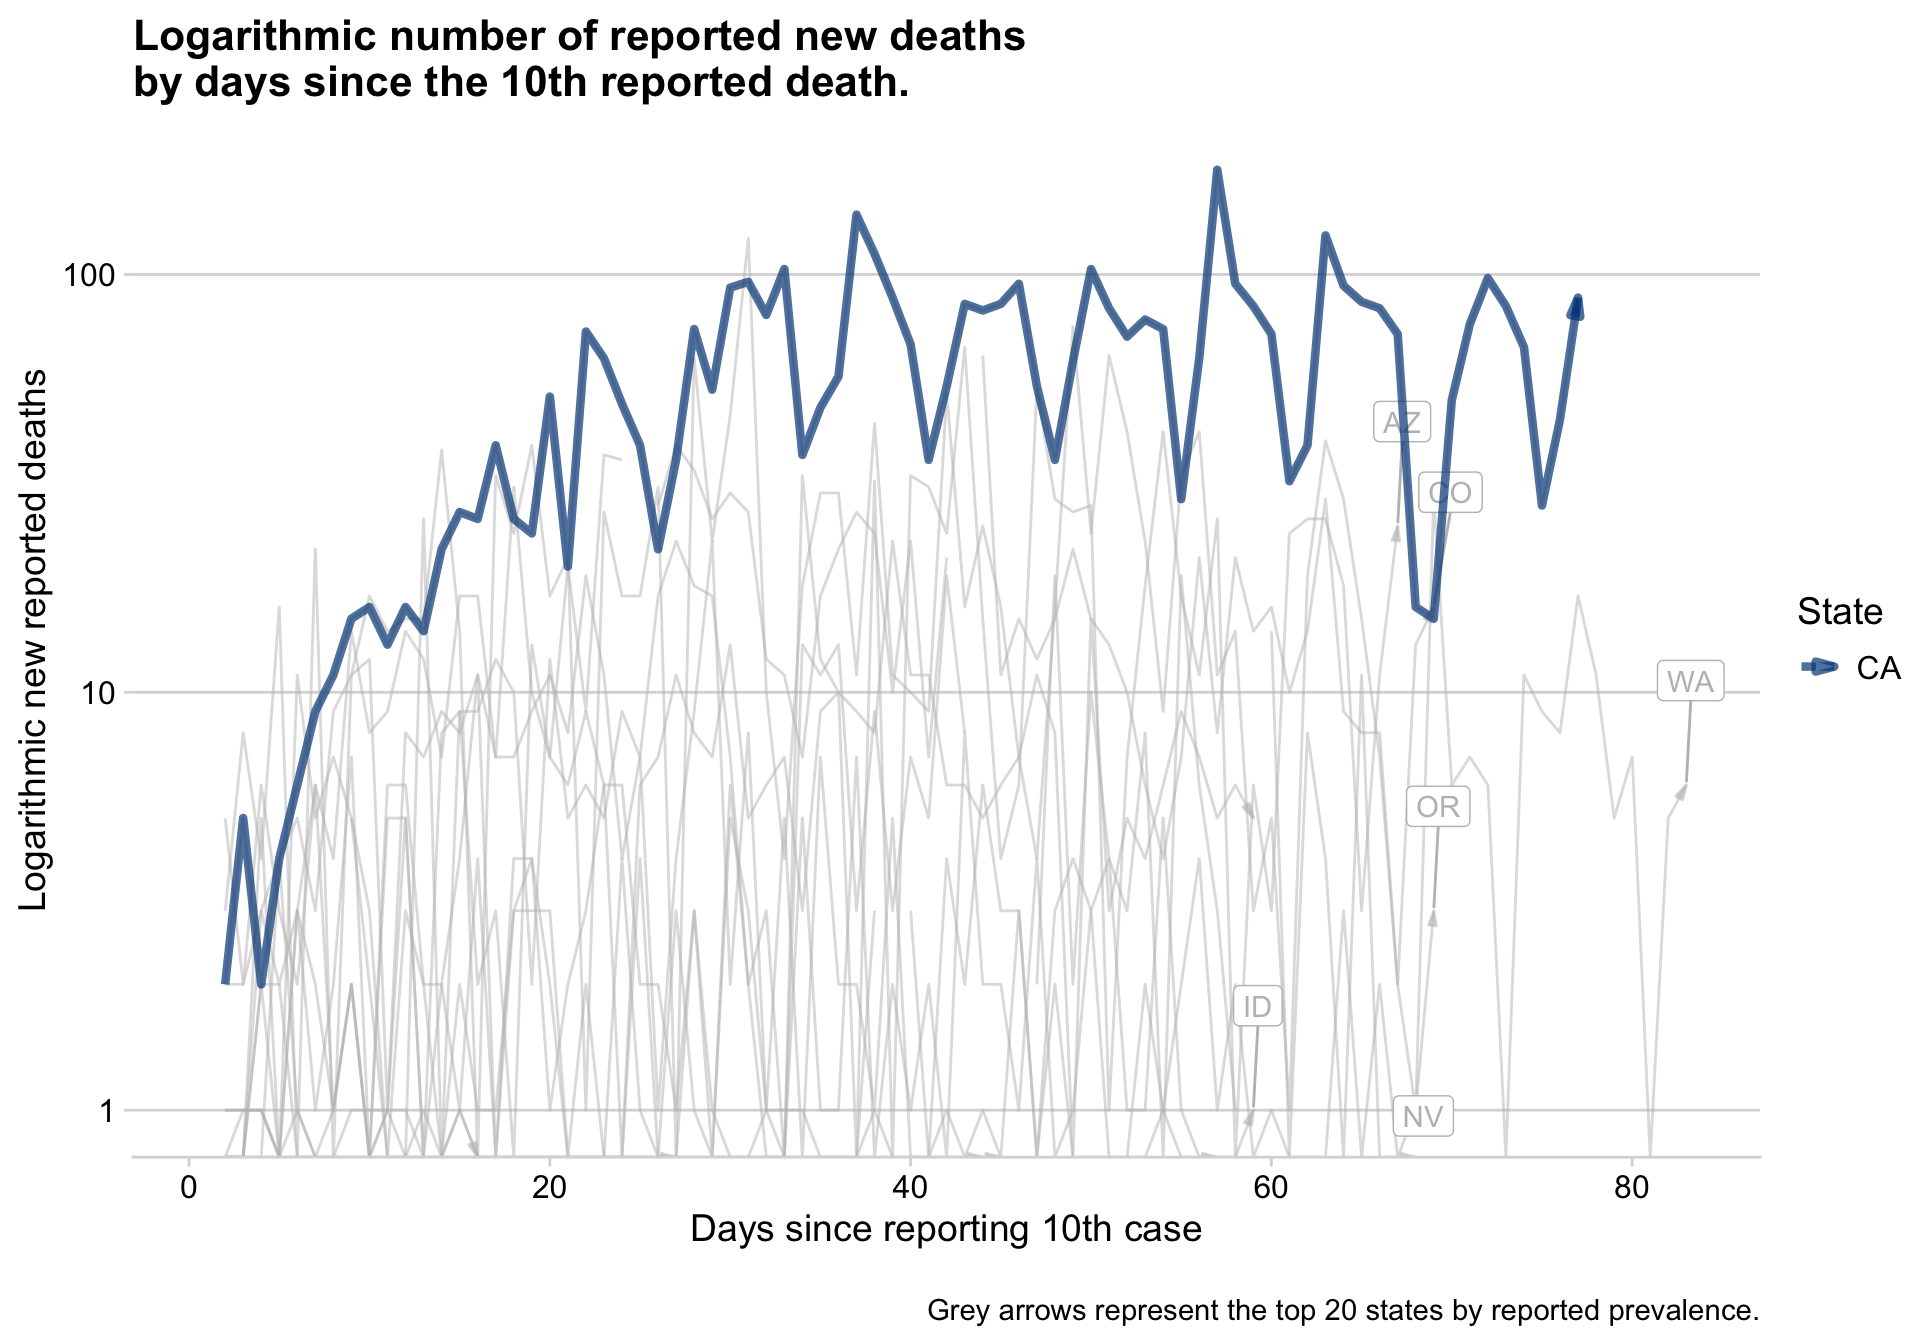 Logarithmic number of reported new deaths
by days since the 10th reported death.
Logarithmic new reported deaths
100
10
1
AZ
CO
WA
OR
ID
NV
State
CA
0 20 40 60 80
Days since reporting 10th case
Grey arrows represent the top 20 states by reported prevalence.